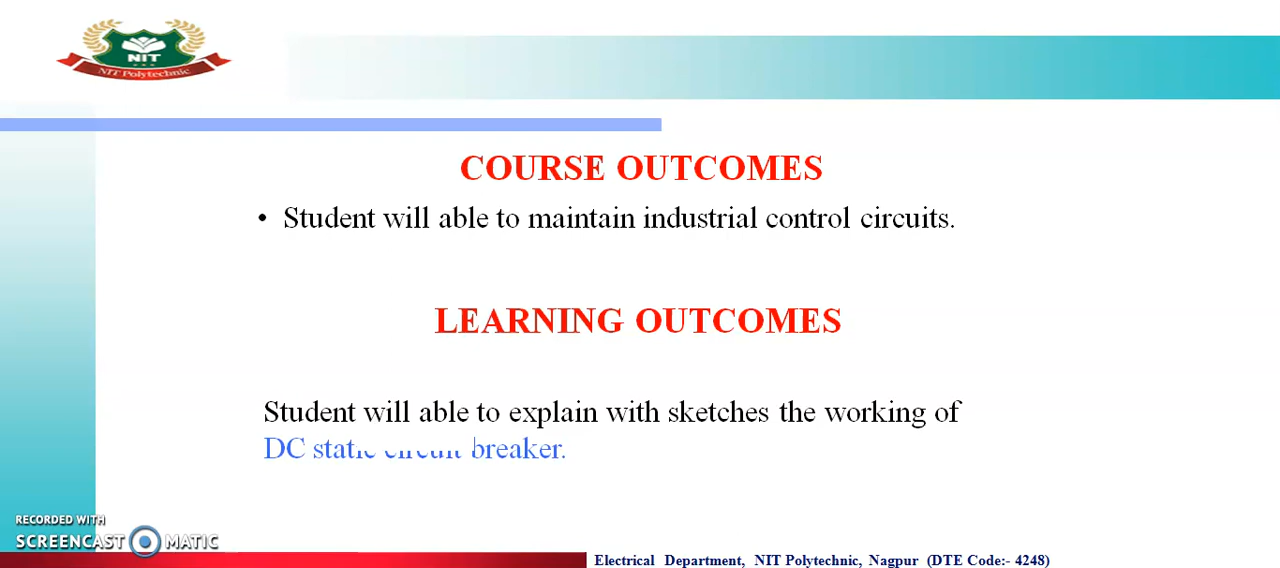 NIT
NIT Polytechnic
COURSE OUTCOMES
• Student will able to maintain industrial control circuits.
LEARNING OUTCOMES
Student will able to explain with sketches the working of
DC static circuit breaker.
RECORDED WITH
SCREENCAST MATIC
Electrical Department, NIT Polytechnic, Nagpur (DTE Code:- 4248)